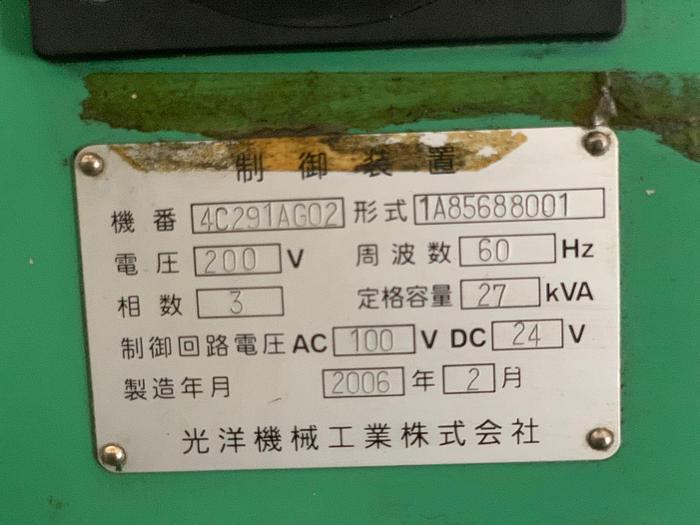 制御装置
機番 4C291AG02 形式 1A85688001
電圧 200 V 周波数 60 Hz
相数 3 定格容量 27 kVA
制御回路電圧 AC 100 V DC 24 V
製造年月 2006 年 2 月
光洋機械工業株式会社